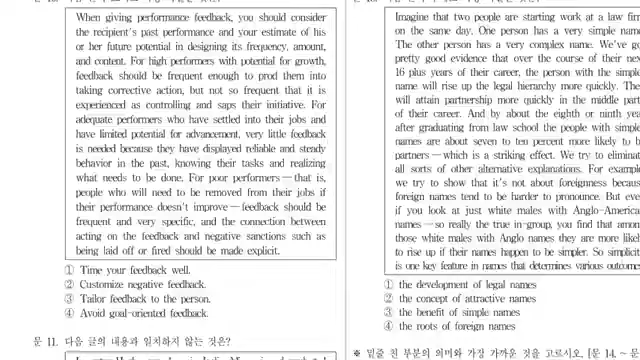 When giving performance feedback, you should consider
the recipient's past performance and your estimate of his
or her future potential in designing its frequency, amount,
and content. For high performers with potential for growth,
feedback should be frequent enough to prod them into
taking corrective action, but not so frequent that it is
experienced as controlling and saps their initiative. For
adequate performers who have settled into their jobs and
have limited potential for advancement, very little feedback
is needed because they have displayed reliable and steady
behavior in the past, knowing their tasks and realizing
what needs to be done. For poor performers — that is,
people who will need to be removed from their jobs if
their performance doesn't improve — feedback should be
frequent and very specific, and the connection between
acting on the feedback and negative sanctions such as
being laid off or fired should be made explicit.
① Time your feedback well.
② Customize negative feedback.
③ Tailor feedback to the person.
④ Avoid goal-oriented feedback.
문 11. 다음 글의 내용과 일치하지 않는 것은?
Imagine that two people are starting work at a law firm
on the same day. One person has a very simple name.
The other person has a very complex name. We've got
pretty good evidence that over the course of their next
16 plus years of their career, the person with the simpler
name will rise up the legal hierarchy more quickly. They
will attain partnership more quickly in the middle part
of their career. And by about the eighth or ninth year
after graduating from law school the people with simpler
names are about seven to ten percent more likely to be
partners — which is a striking effect. We try to eliminate
all sorts of other alternative explanations. For example,
we try to show that it's not about foreignness because
foreign names tend to be harder to pronounce. But even
if you look at just white males with Anglo-American
names — so really the true in-group, you find that among
those white males with Anglo names they are more likely
to rise up if their names happen to be simpler. So simplicity
is one key feature in names that determines various outcomes.
① the development of legal names
② the concept of attractive names
③ the benefit of simple names
④ the roots of foreign names
※ 밑줄 친 부분의 의미와 가장 가까운 것을 고르시오. [문 14. ~ 문